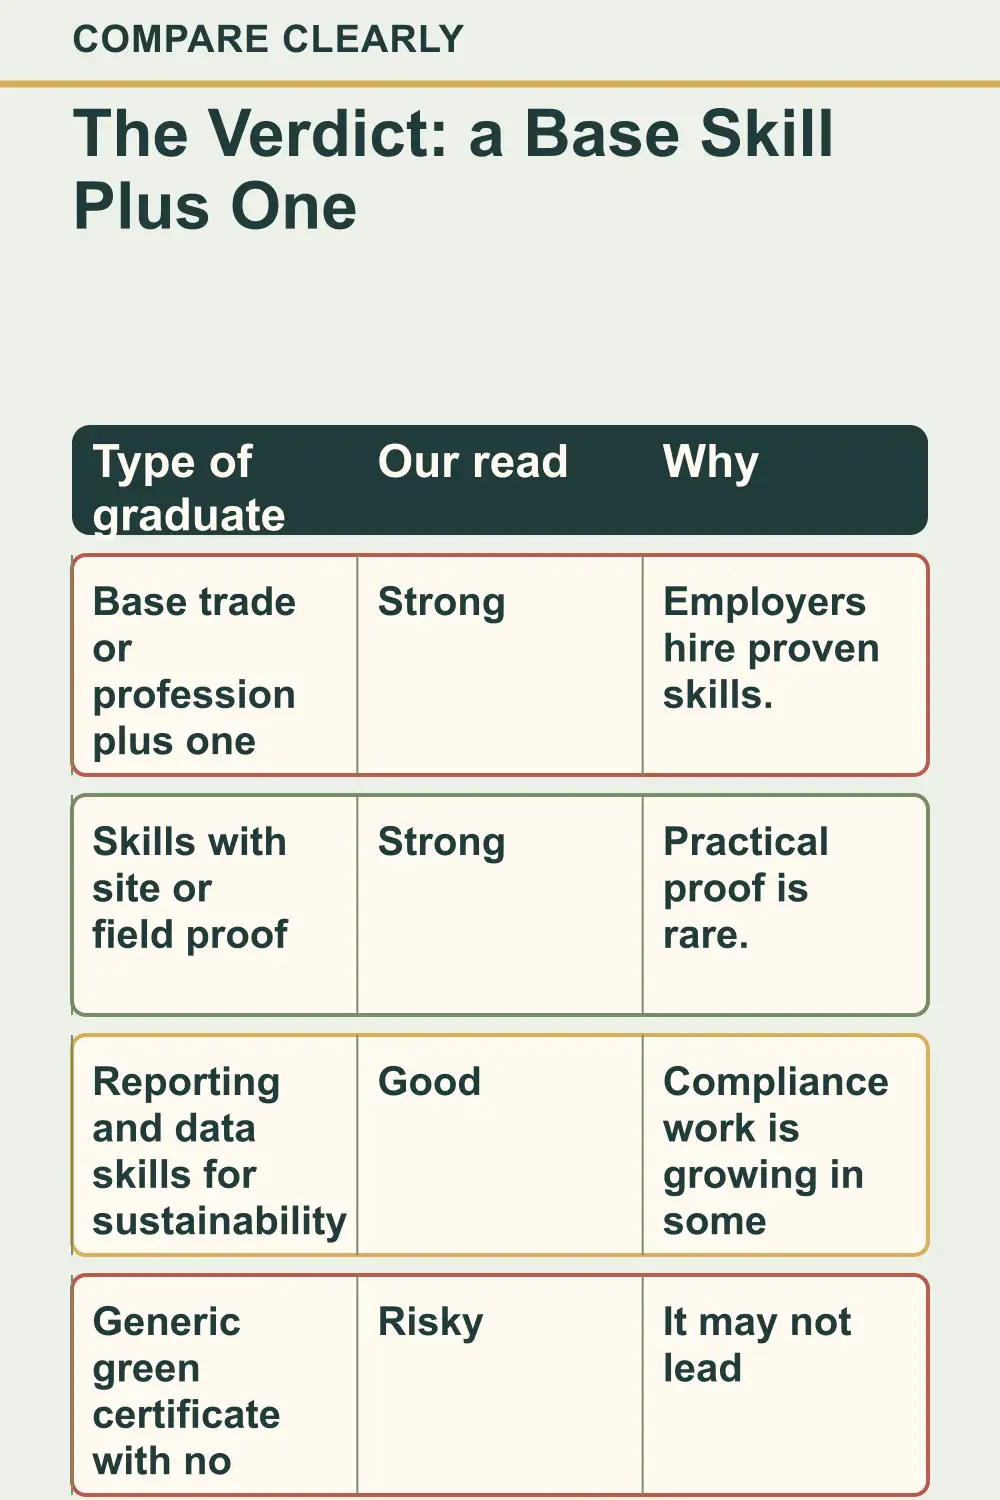 COMPARE CLEARLY
The Verdict: a Base Skill
Plus One
Type of
graduate
Our read
Why
Base trade
or
profession
plus one
Strong
Employers
hire proven
skills.
Skills with
site or
field proof
Strong
Practical
proof is
rare.
Reporting
and data
skills for
sustainability
Good
Compliance
work is
growing in
some
Generic
green
certificate
with no
Risky
It may not
lead